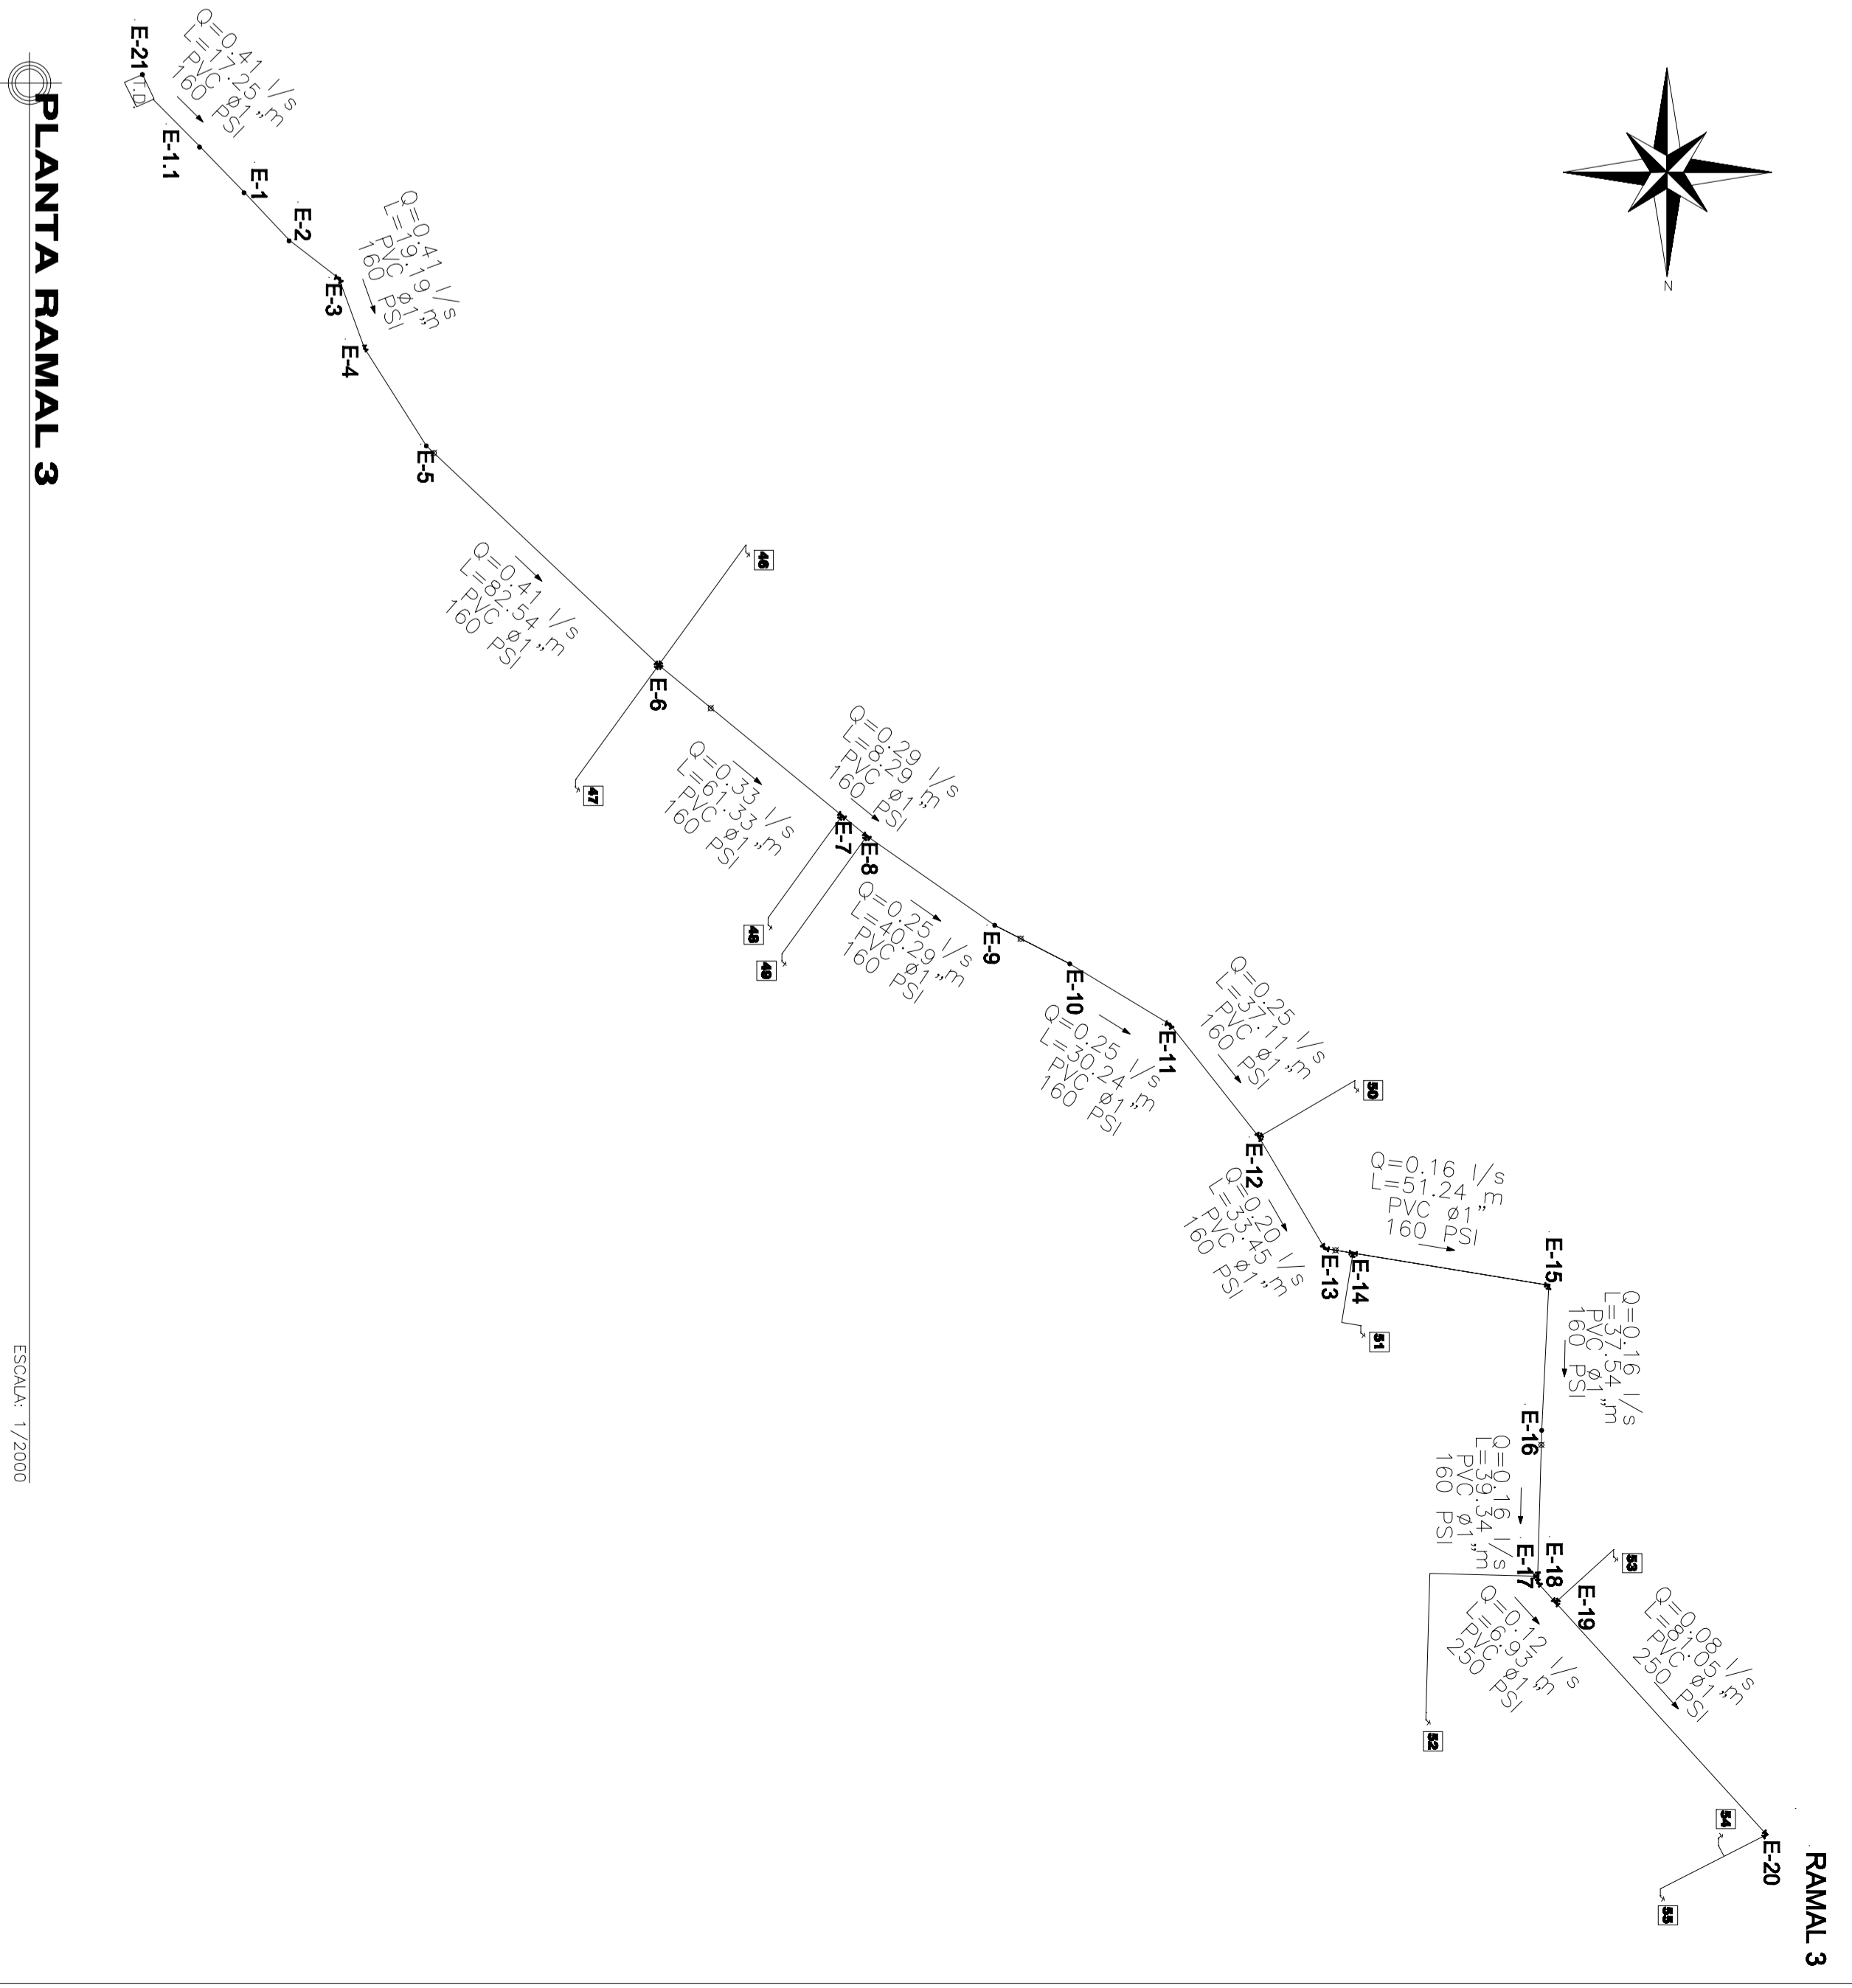 N
E-21
T.D.
Q=0.41 l/s
L=17.25 m
PVC ø1"
160 PSI
E-1.1
E-1
E-2
E-3
Q=0.41 l/s
L=19.19 m
PVC ø1"
160 PSI
E-4
E-5
Q=0.41 l/s
L=82.54 m
PVC ø1"
160 PSI
46
E-6
47
Q=0.33 l/s
L=61.33 m
PVC ø1"
160 PSI
Q=0.29 l/s
L=8.29 m
PVC ø1"
160 PSI
E-7
E-8
48
49
Q=0.25 l/s
L=40.29 m
PVC ø1"
160 PSI
E-9
E-10
Q=0.25 l/s
L=30.24 m
PVC ø1"
160 PSI
E-11
Q=0.25 l/s
L=37.11 m
PVC ø1"
160 PSI
50
E-12
Q=0.20 l/s
L=33.45 m
PVC ø1"
160 PSI
E-13
E-14
51
Q=0.16 l/s
L=51.24 m
PVC ø1"
160 PSI
E-15
Q=0.16 l/s
L=37.54 m
PVC ø1"
160 PSI
E-16
Q=0.16 l/s
L=39.34 m
PVC ø1"
160 PSI
E-17
E-18
E-19
53
Q=0.12 l/s
L=6.93 m
PVC ø1"
250 PSI
52
Q=0.08 l/s
L=81.05 m
PVC ø1"
250 PSI
54
55
E-20
RAMAL 3
PLANTA RAMAL 3
ESCALA: 1/2000